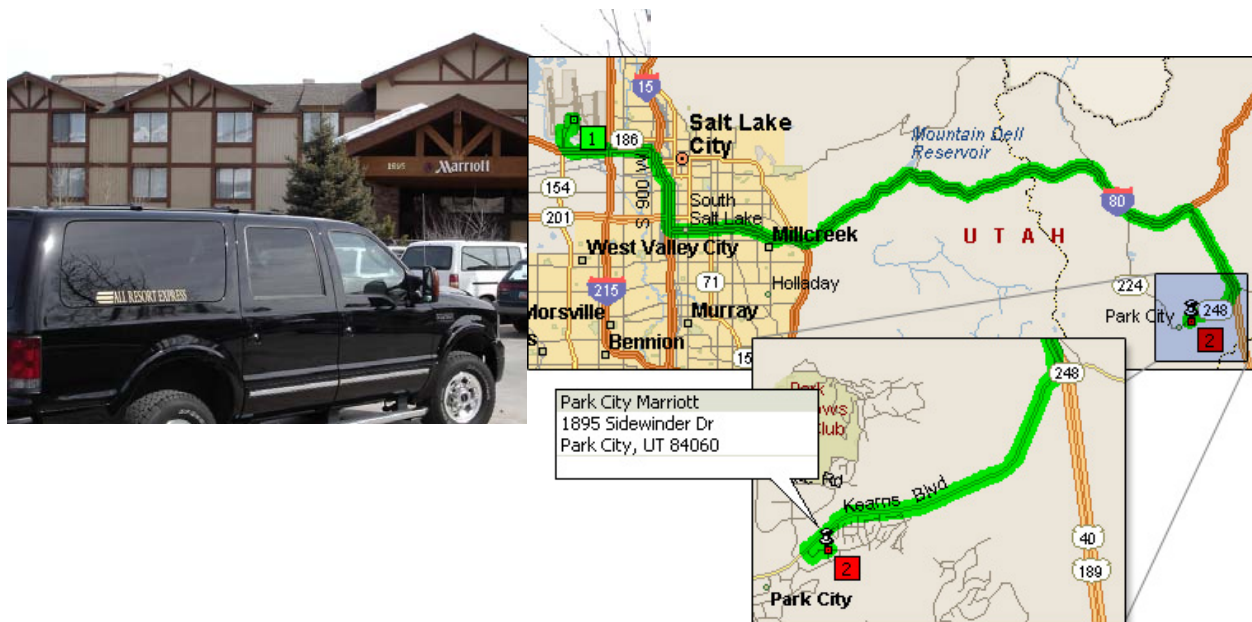 1895 Marriott
ALL RESORT EXPRESS
15
1
186
Salt Lake
City
Mountain Dell
Reservoir
154
S 900 W
80
201
South
Salt Lake
West Valley City
Millcreek
U T A H
215
71
Holladay
224
Park City
248
2
Murray
15
Bennion
248
Park City Marriott
1895 Sidewinder Dr
Park City, UT 84060
Rd
Kearns Blvd
40
2
189
Park City